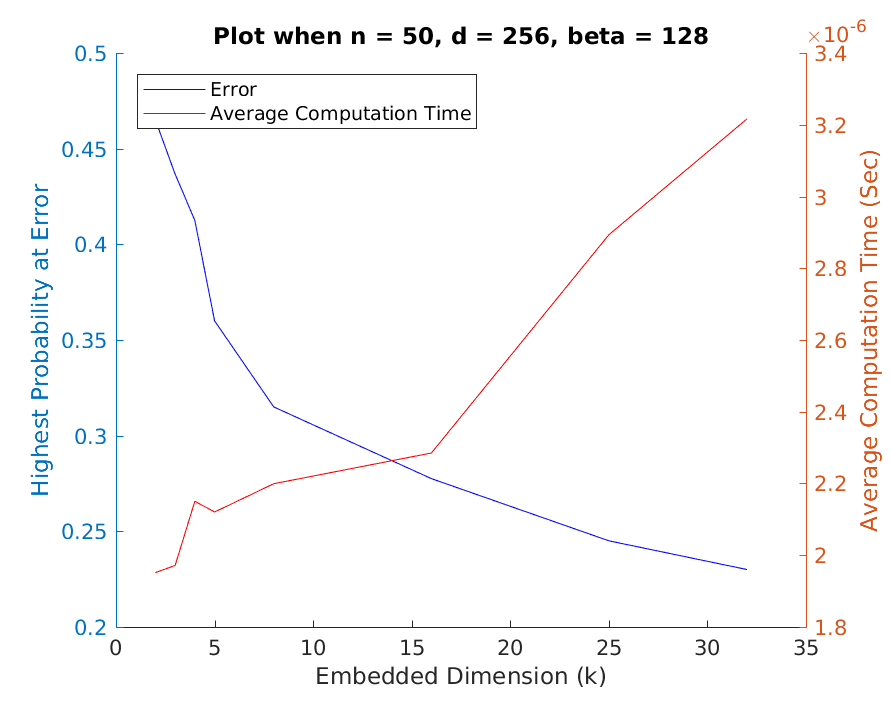 Plot when n = 50, d = 256, beta = 128
×10-6
Error
Average Computation Time
Highest Probability at Error
0.5
0.45
0.4
0.35
0.3
0.25
0.2
3.4
3.2
3
2.8
2.6
2.4
2.2
2
1.8
Average Computation Time (Sec)
0 5 10 15 20 25 30 35
Embedded Dimension (k)